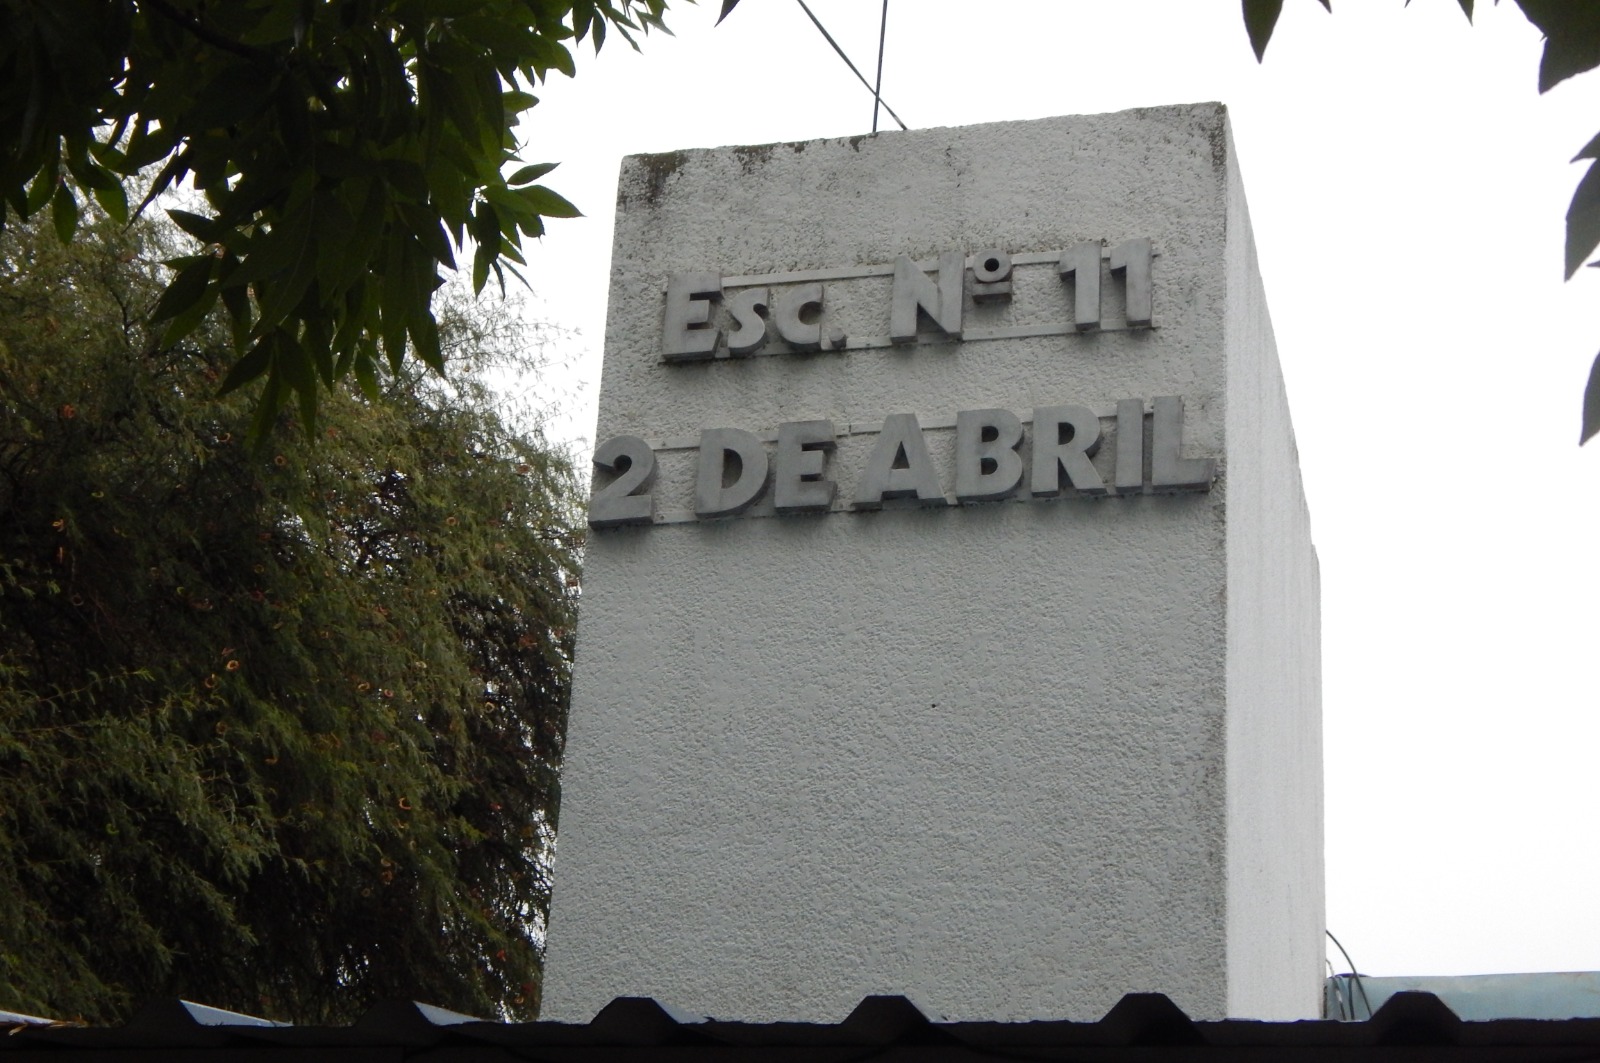 Esc. Nº 11
2 DE ABRIL